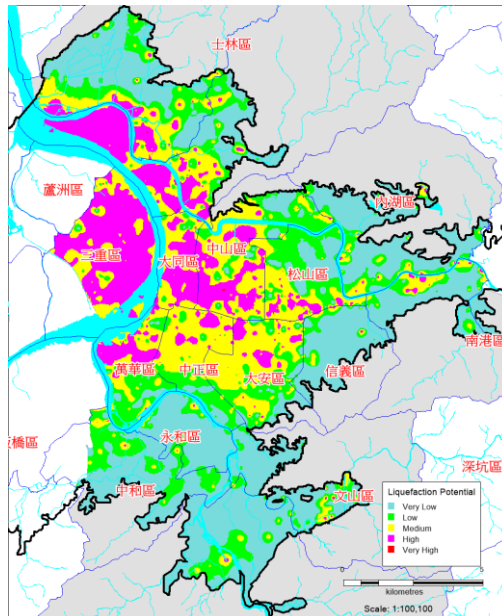 士林區
蘆洲區
內湖區
三重區
中山區
大同區
松山區
南港區
萬華區
中正區
大安區
信義區
永和區
板橋區
中和區
文山區
深坑區
Liquefaction Potential
Very Low
Low
Medium
High
Very High
0
5
kilometres
Scale: 1:100,100